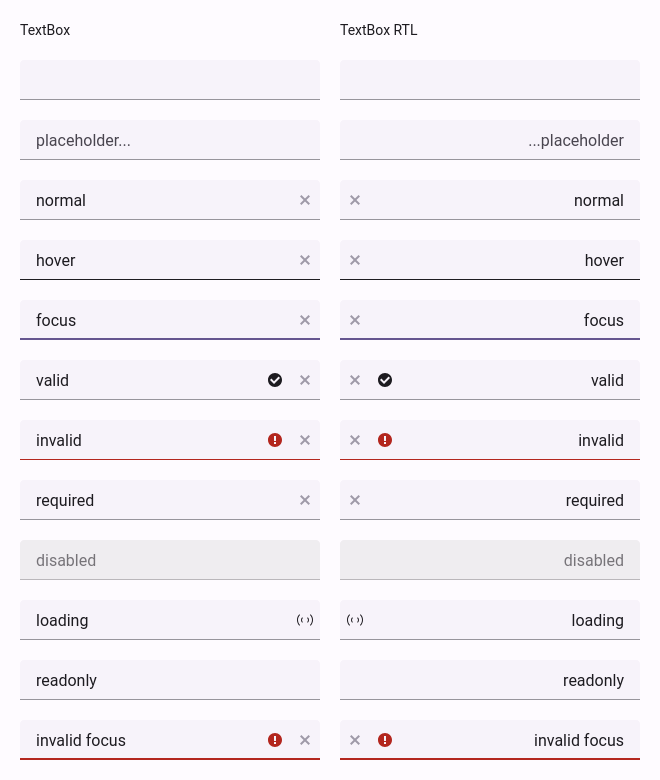 TextBox
TextBox RTL
placeholder...
...placeholder
normal
normal
hover
hover
focus
focus
valid
valid
invalid
invalid
required
required
disabled
disabled
loading
loading
readonly
readonly
invalid focus
invalid focus